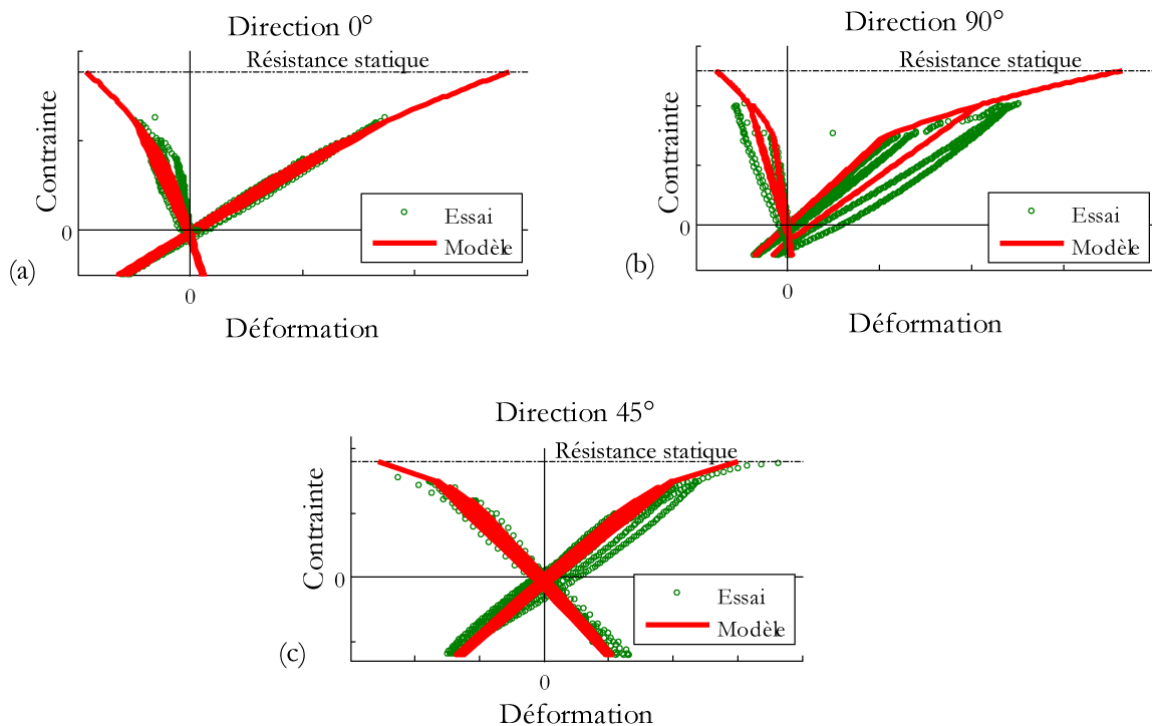 Direction 0°
Résistance statique
Contrainte
0
Essai
Modèle
(a)
0
Déformation
Direction 90°
Résistance statique
Contrainte
0
Essai
Modèle
(b)
0
Déformation
Direction 45°
Résistance statique
Contrainte
0
Essai
Modèle
(c)
0
Déformation